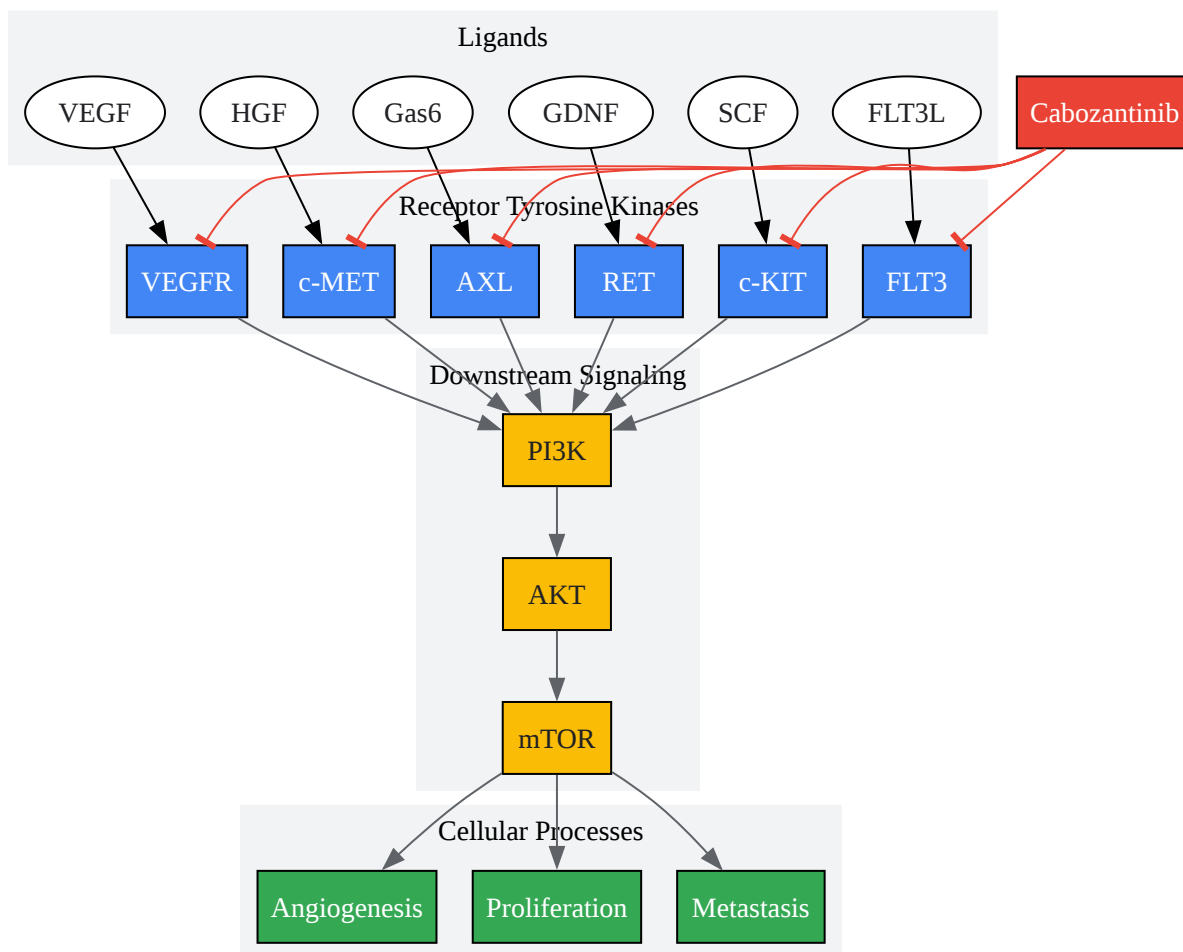 Ligands
VEGF
HGF
Gas6
GDNF
SCF
FLT3L
Cabozantinib
Receptor Tyrosine Kinases
VEGFR
c-MET
AXL
RET
c-KIT
FLT3
Downstream Signaling
PI3K
AKT
mTOR
Cellular Processes
Angiogenesis
Proliferation
Metastasis